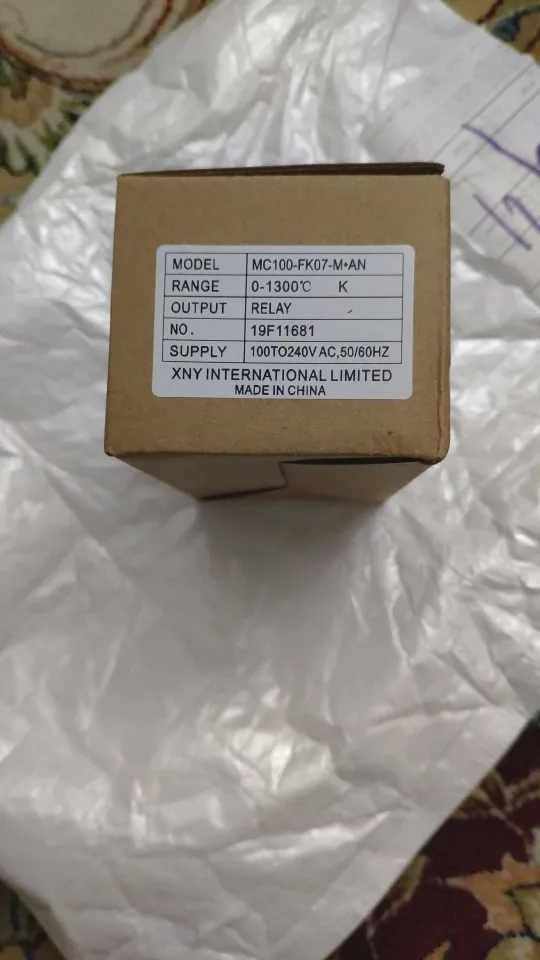 MODEL MC100-FK07-M*AN
RANGE 0-1300℃ K
OUTPUT RELAY
NO. 19F11681
SUPPLY 100TO240V AC,50/60HZ
XNY INTERNATIONAL LIMITED
MADE IN CHINA